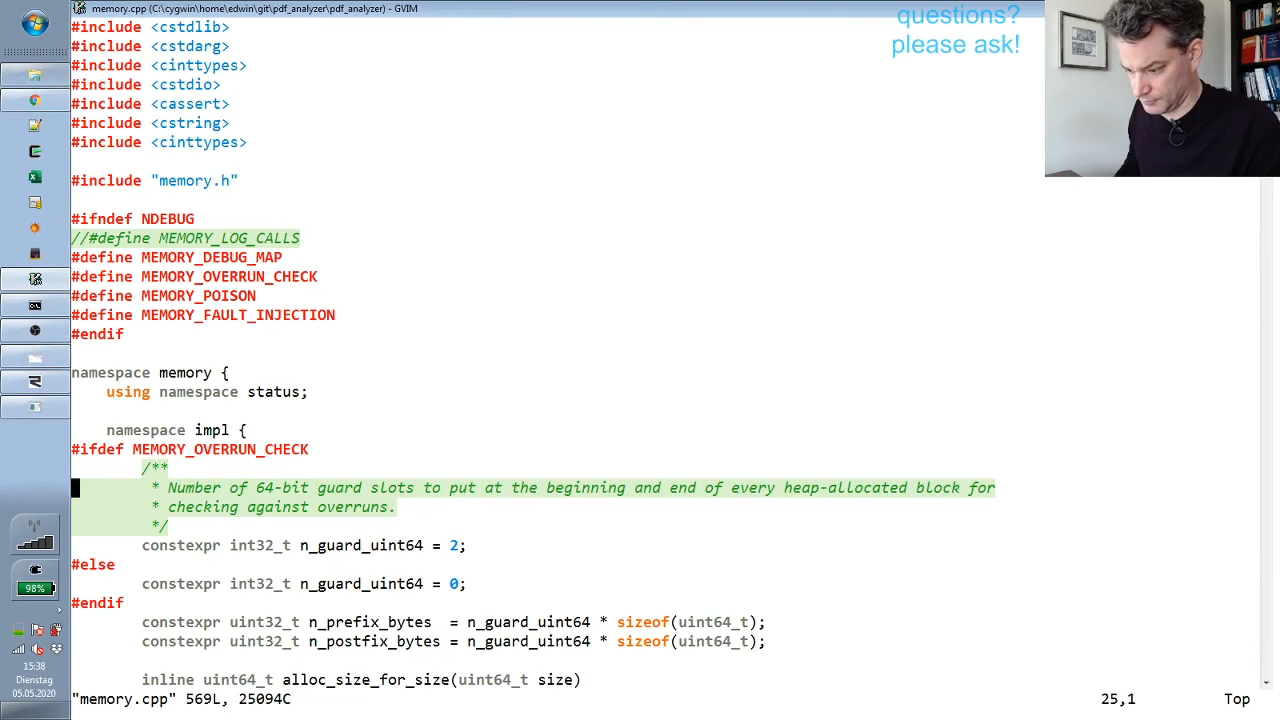 memory.cpp (C:\cygwin\home\edwin\git\pdf_analyzer\pdf_analyzer) - GVIM
questions?
please ask!
#include <cstdlib>
#include <cstdarg>
#include <cinttypes>
#include <cstdio>
#include <cassert>
#include <cstring>
#include <cinttypes>
#include "memory.h"
#ifndef NDEBUG
//#define MEMORY_LOG_CALLS
#define MEMORY_DEBUG_MAP
#define MEMORY_OVERRUN_CHECK
#define MEMORY_POISON
#define MEMORY_FAULT_INJECTION
#endif
namespace memory {
using namespace status;
namespace impl {
#ifdef MEMORY_OVERRUN_CHECK
/**
* Number of 64-bit guard slots to put at the beginning and end of every heap-allocated block for
* checking against overruns.
*/
constexpr int32_t n_guard_uint64 = 2;
#else
constexpr int32_t n_guard_uint64 = 0;
#endif
constexpr uint32_t n_prefix_bytes  = n_guard_uint64 * sizeof(uint64_t);
constexpr uint32_t n_postfix_bytes = n_guard_uint64 * sizeof(uint64_t);
inline uint64_t alloc_size_for_size(uint64_t size)
"memory.cpp" 569L, 25094C
25,1
Top
98%
15:38
Dienstag
05.05.2020